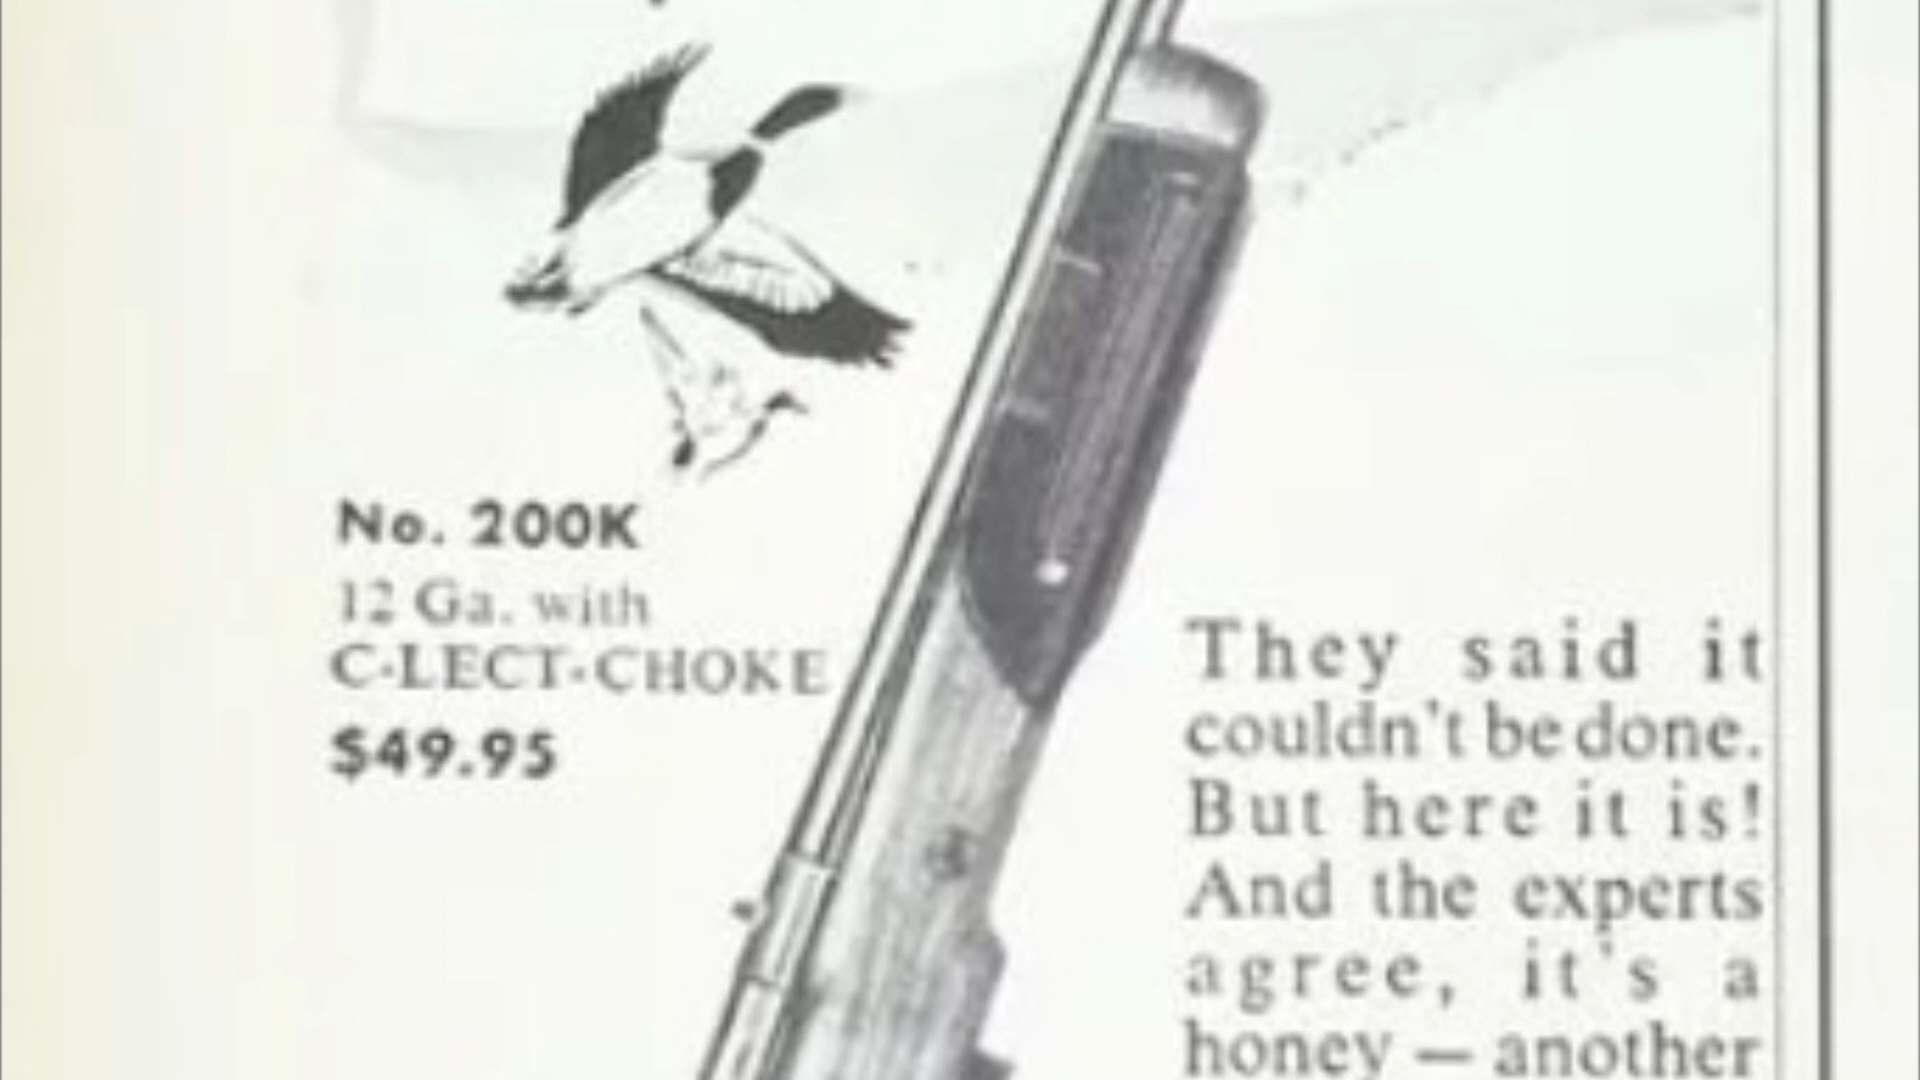 No. 200K
12 Ga. with
C-LECT-CHOKE
$49.95
They said it
couldn't be done.
But here it is!
And the experts
agree, it's a
honey — another